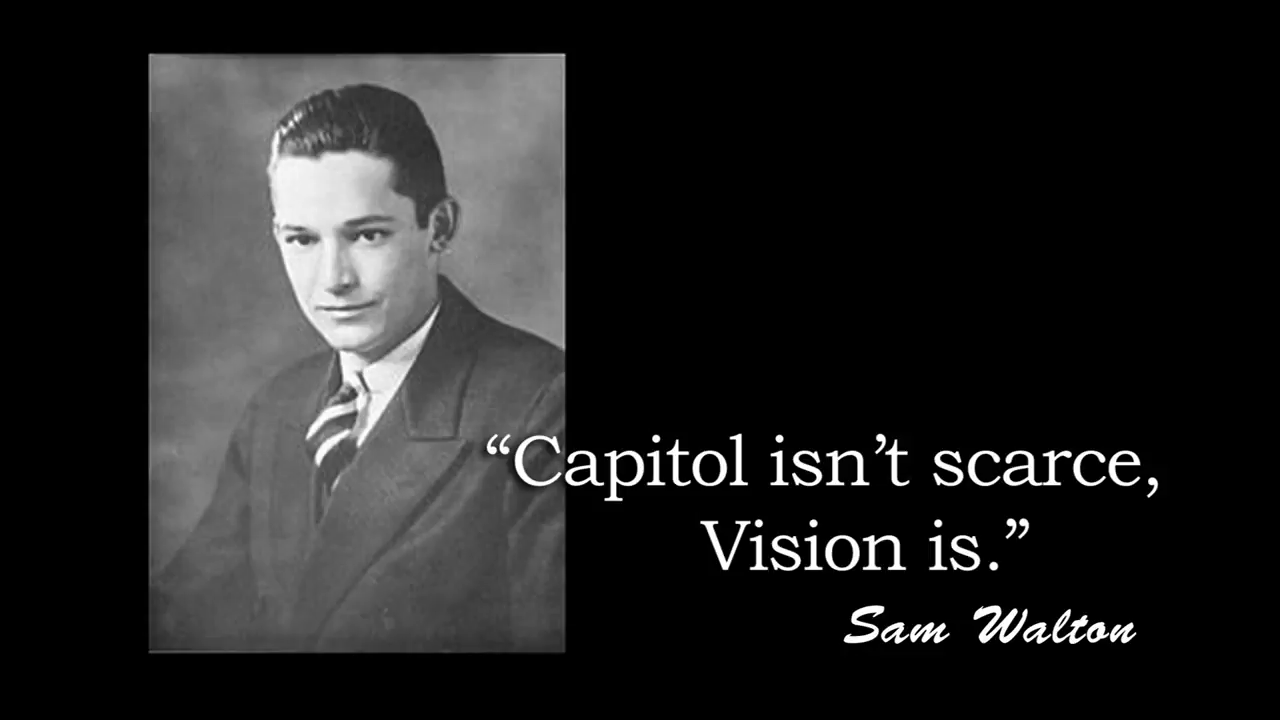 “Capitol isn’t scarce,
Vision is.”
Sam Walton